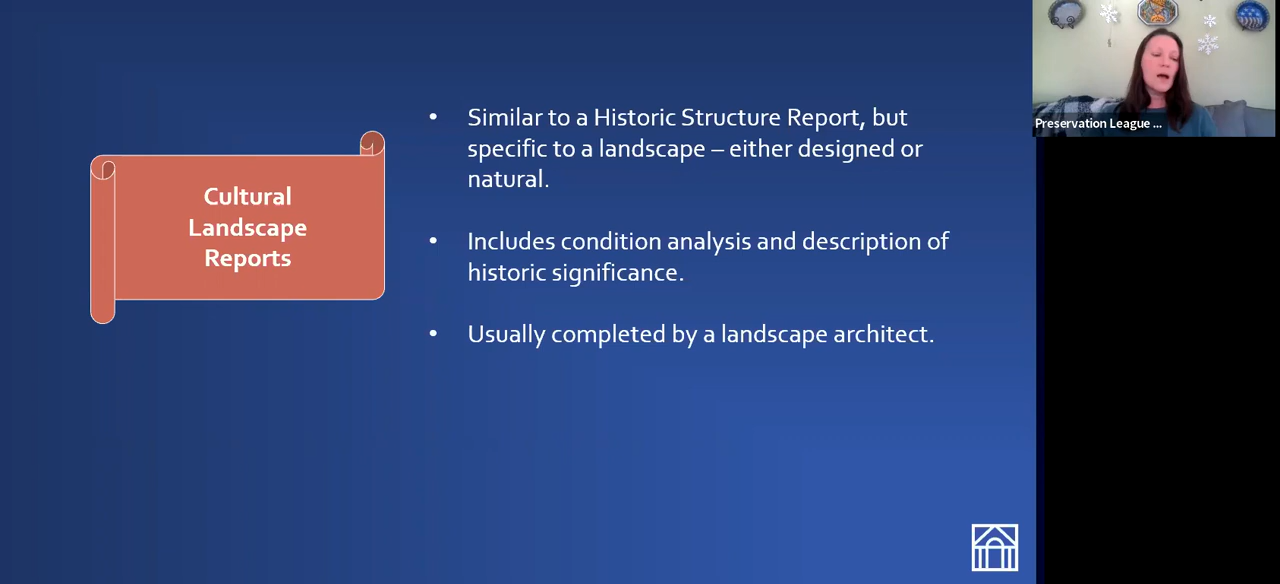 Cultural
Landscape
Reports
• Similar to a Historic Structure Report, but
specific to a landscape – either designed or
natural.
• Includes condition analysis and description of
historic significance.
• Usually completed by a landscape architect.
Preservation League ...